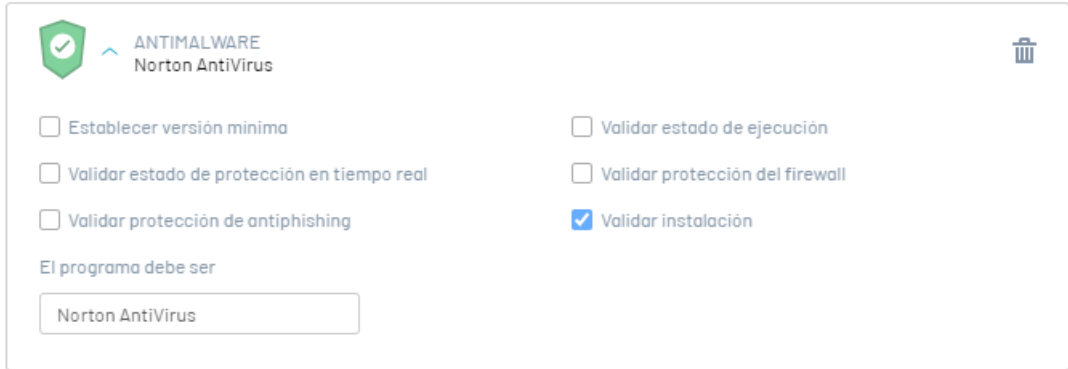 ANTIMALWARE
Norton AntiVirus
Establecer versión mínima
Validar estado de ejecución
Validar estado de protección en tiempo real
Validar protección del firewall
Validar protección de antiphishing
Validar instalación
El programa debe ser
Norton AntiVirus